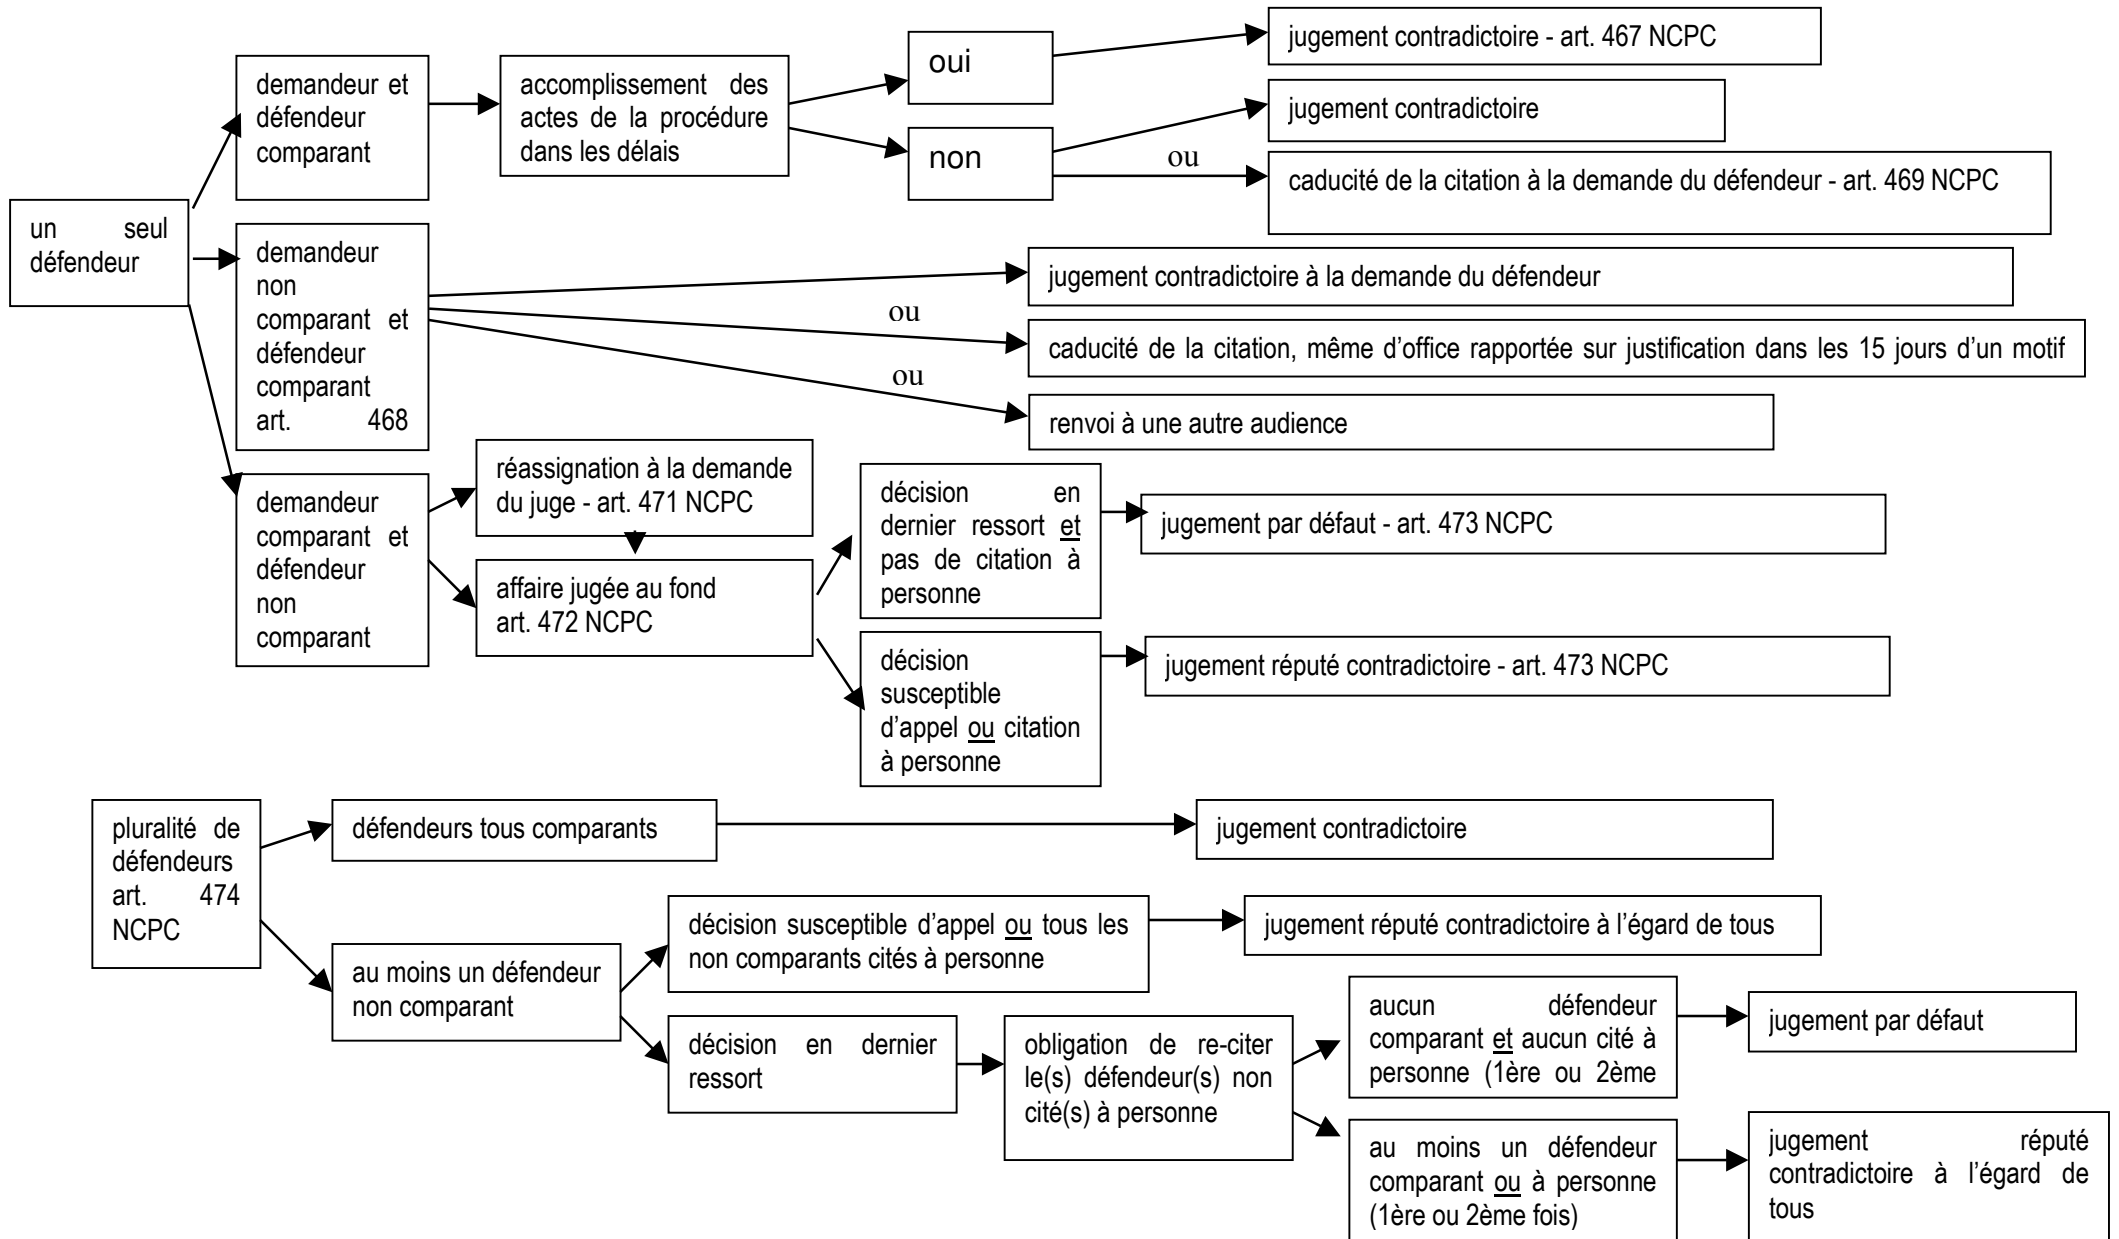 un seul
défendeur
demandeur et
défendeur
comparant
accomplissement des
actes de la procédure
dans les délais
oui
jugement contradictoire - art. 467 NCPC
non
jugement contradictoire
ou
caducité de la citation à la demande du défendeur - art. 469 NCPC
demandeur
non
comparant et
défendeur
comparant
art. 468
jugement contradictoire à la demande du défendeur
ou
caducité de la citation, même d’office rapportée sur justification dans les 15 jours d’un motif
ou
renvoi à une autre audience
demandeur
comparant et
défendeur
non
comparant
réassignation à la demande
du juge - art. 471 NCPC
affaire jugée au fond
art. 472 NCPC
décision en
dernier ressort et
pas de citation à
personne
jugement par défaut - art. 473 NCPC
décision
susceptible
d’appel ou citation
à personne
jugement réputé contradictoire - art. 473 NCPC
pluralité de
défendeurs
art. 474
NCPC
défendeurs tous comparants
jugement contradictoire
au moins un défendeur
non comparant
décision susceptible d’appel ou tous les
non comparants cités à personne
jugement réputé contradictoire à l’égard de tous
décision en dernier
ressort
obligation de re-citer
le(s) défendeur(s) non
cité(s) à personne
aucun défendeur
comparant et aucun cité à
personne (1ère ou 2ème
jugement par défaut
au moins un défendeur
comparant ou à personne
(1ère ou 2ème fois)
jugement réputé
contradictoire à l’égard de
tous